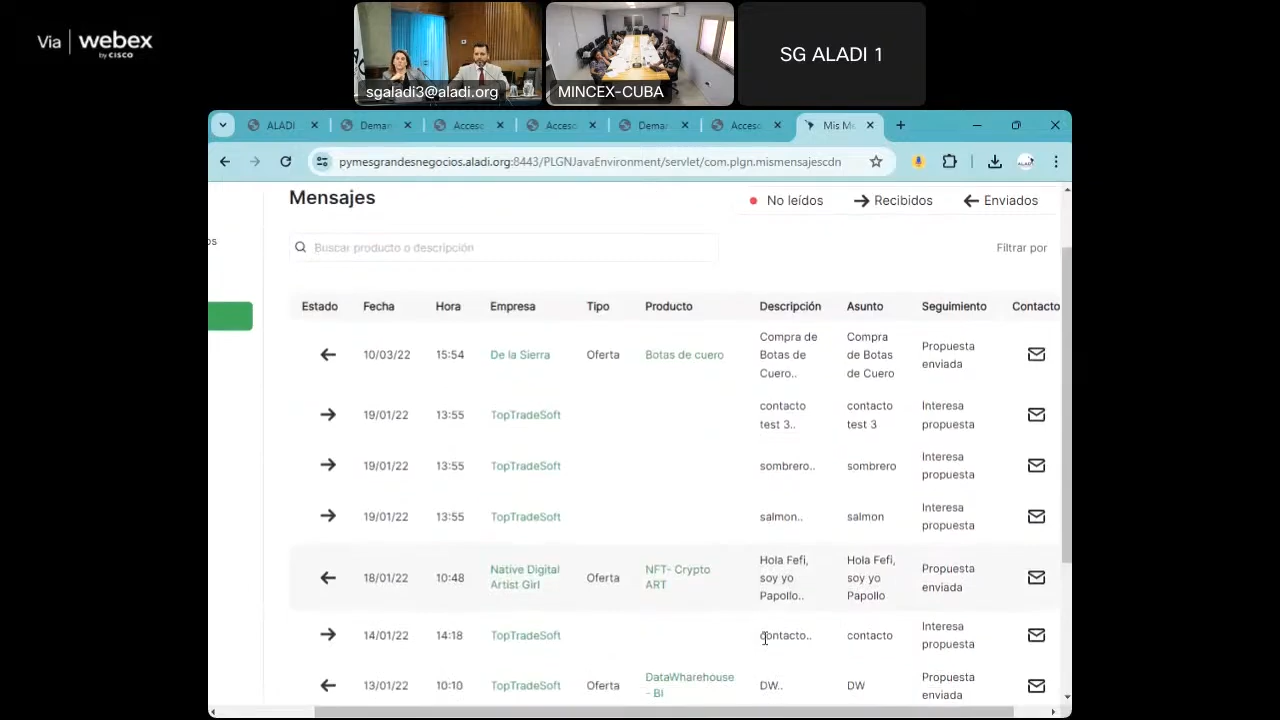 Via | webex
by CISCO
sgaladi3@aladi.org
MINCEX-CUBA
SG ALADI 1
ALADI
Deman
Acceso
Acceso
Deman
Acceso
Mis Me
pymesgrandesnegocios.aladi.org:8443/PLGNJavaEnvironment/servlet/com.plgn.mismensajescdn
Mensajes
No leídos
Recibidos
Enviados
os
Buscar producto o descripción
Filtrar por
Estado Fecha Hora Empresa Tipo Producto Descripción Asunto Seguimiento Contacto
10/03/22 15:54 De la Sierra Oferta Botas de cuero
Compra de
Botas de
Cuero..
Compra
de Botas
de Cuero
Propuesta
enviada
19/01/22 13:55 TopTradeSoft
contacto
test 3..
contacto
test 3
Interesa
propuesta
19/01/22 13:55 TopTradeSoft sombrero.. sombrero
Interesa
propuesta
19/01/22 13:55 TopTradeSoft salmon.. salmon
Interesa
propuesta
18/01/22 10:48
Native Digital
Artist Girl
Oferta
NFT- Crypto
ART
Hola Fefi,
soy yo
Papollo..
Hola Fefi,
soy yo
Papollo
Propuesta
enviada
14/01/22 14:18 TopTradeSoft contacto.. contacto
Interesa
propuesta
13/01/22 10:10 TopTradeSoft Oferta
DataWharehouse
- BI
DW.. DW
Propuesta
enviada